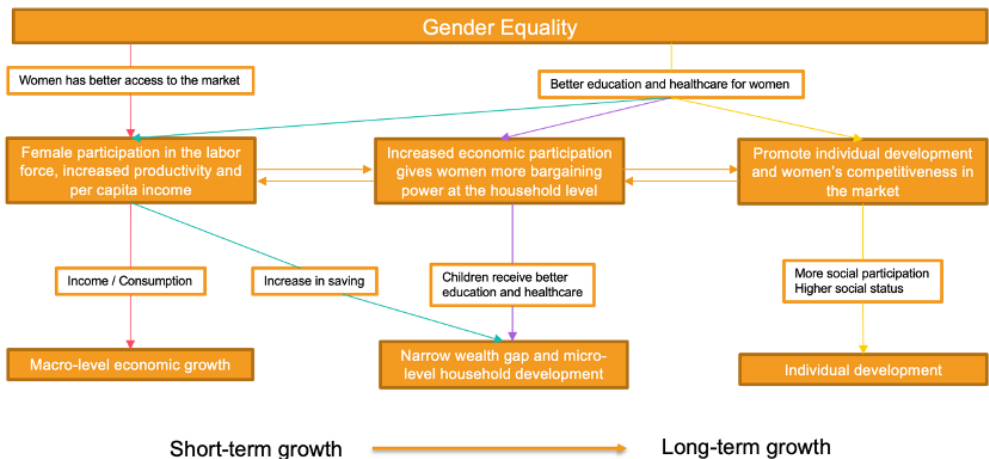 Gender Equality
Women has better access to the market
Better education and healthcare for women
Female participation in the labor
force, increased productivity and
per capita income
Increased economic participation
gives women more bargaining
power at the household level
Promote individual development
and women's competitiveness in
the market
Income / Consumption
Increase in saving
Children receive better
education and healthcare
More social participation
Higher social status
Macro-level economic growth
Narrow wealth gap and micro-
level household development
Individual development
Short-term growth
Long-term growth